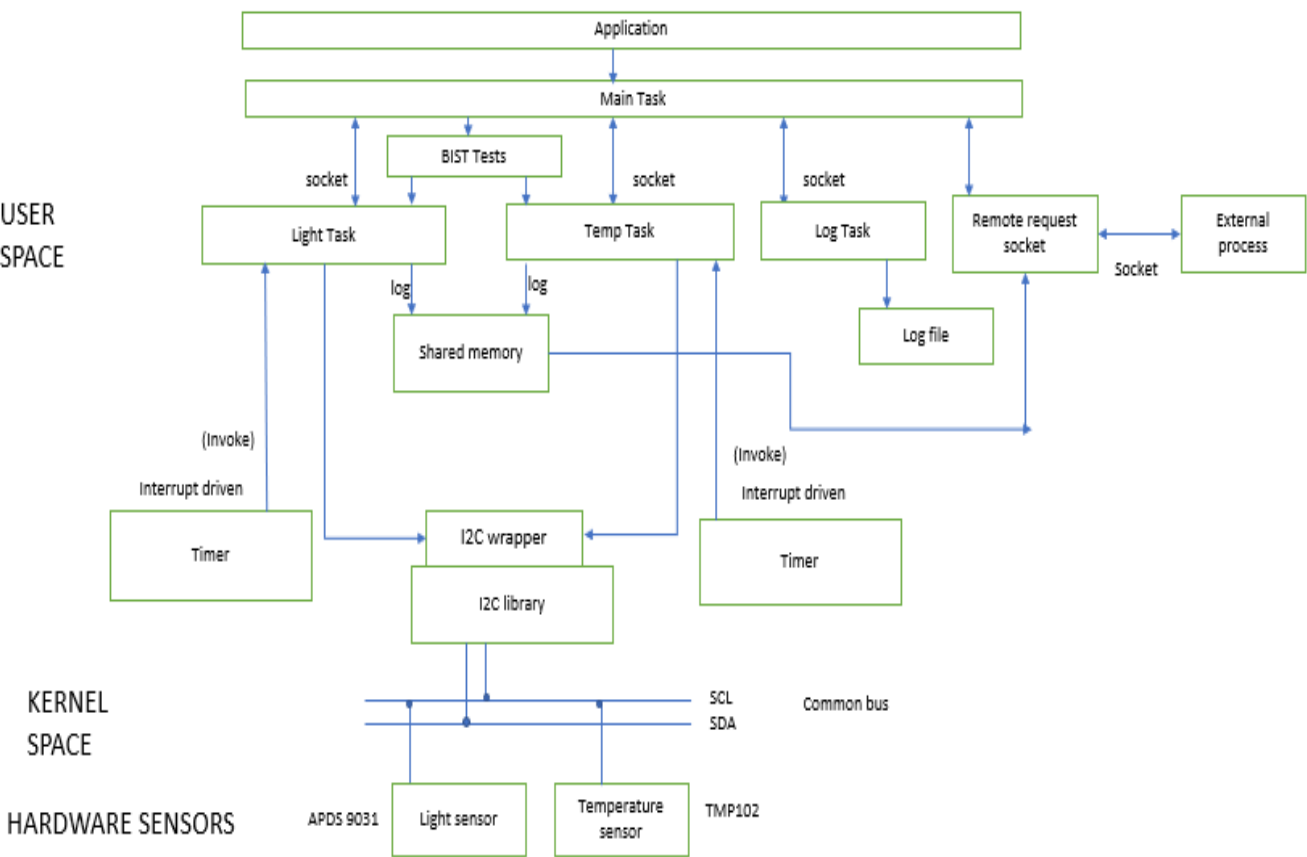 Application
Main Task
BIST Tests
socket
socket
socket
USER
SPACE
Light Task
Temp Task
Log Task
Remote request
socket
External
process
Socket
log
log
Shared memory
Log file
(Invoke)
(Invoke)
Interrupt driven
Interrupt driven
Timer
I2C wrapper
Timer
I2C library
KERNEL
SPACE
SCL
SDA
Common bus
HARDWARE SENSORS
APDS 9031
Light sensor
Temperature
sensor
TMP102